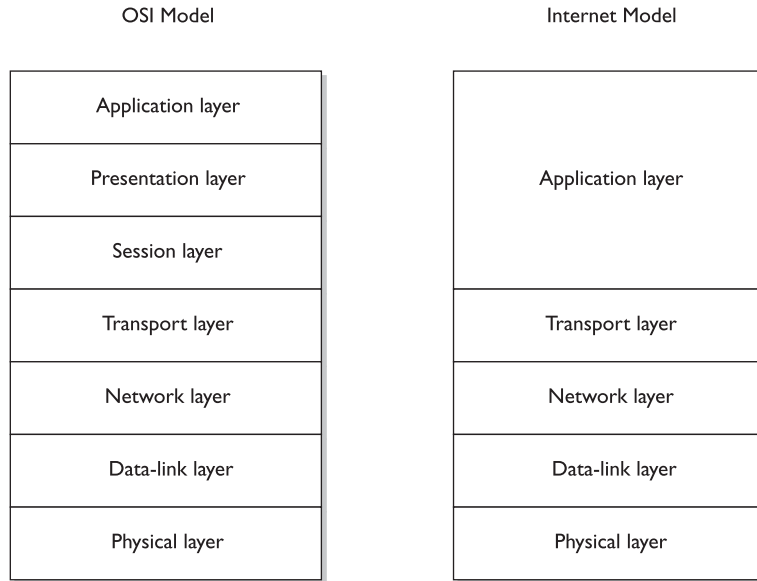 OSI Model
Internet Model
Application layer
Presentation layer
Session layer
Transport layer
Network layer
Data-link layer
Physical layer
Application layer
Transport layer
Network layer
Data-link layer
Physical layer